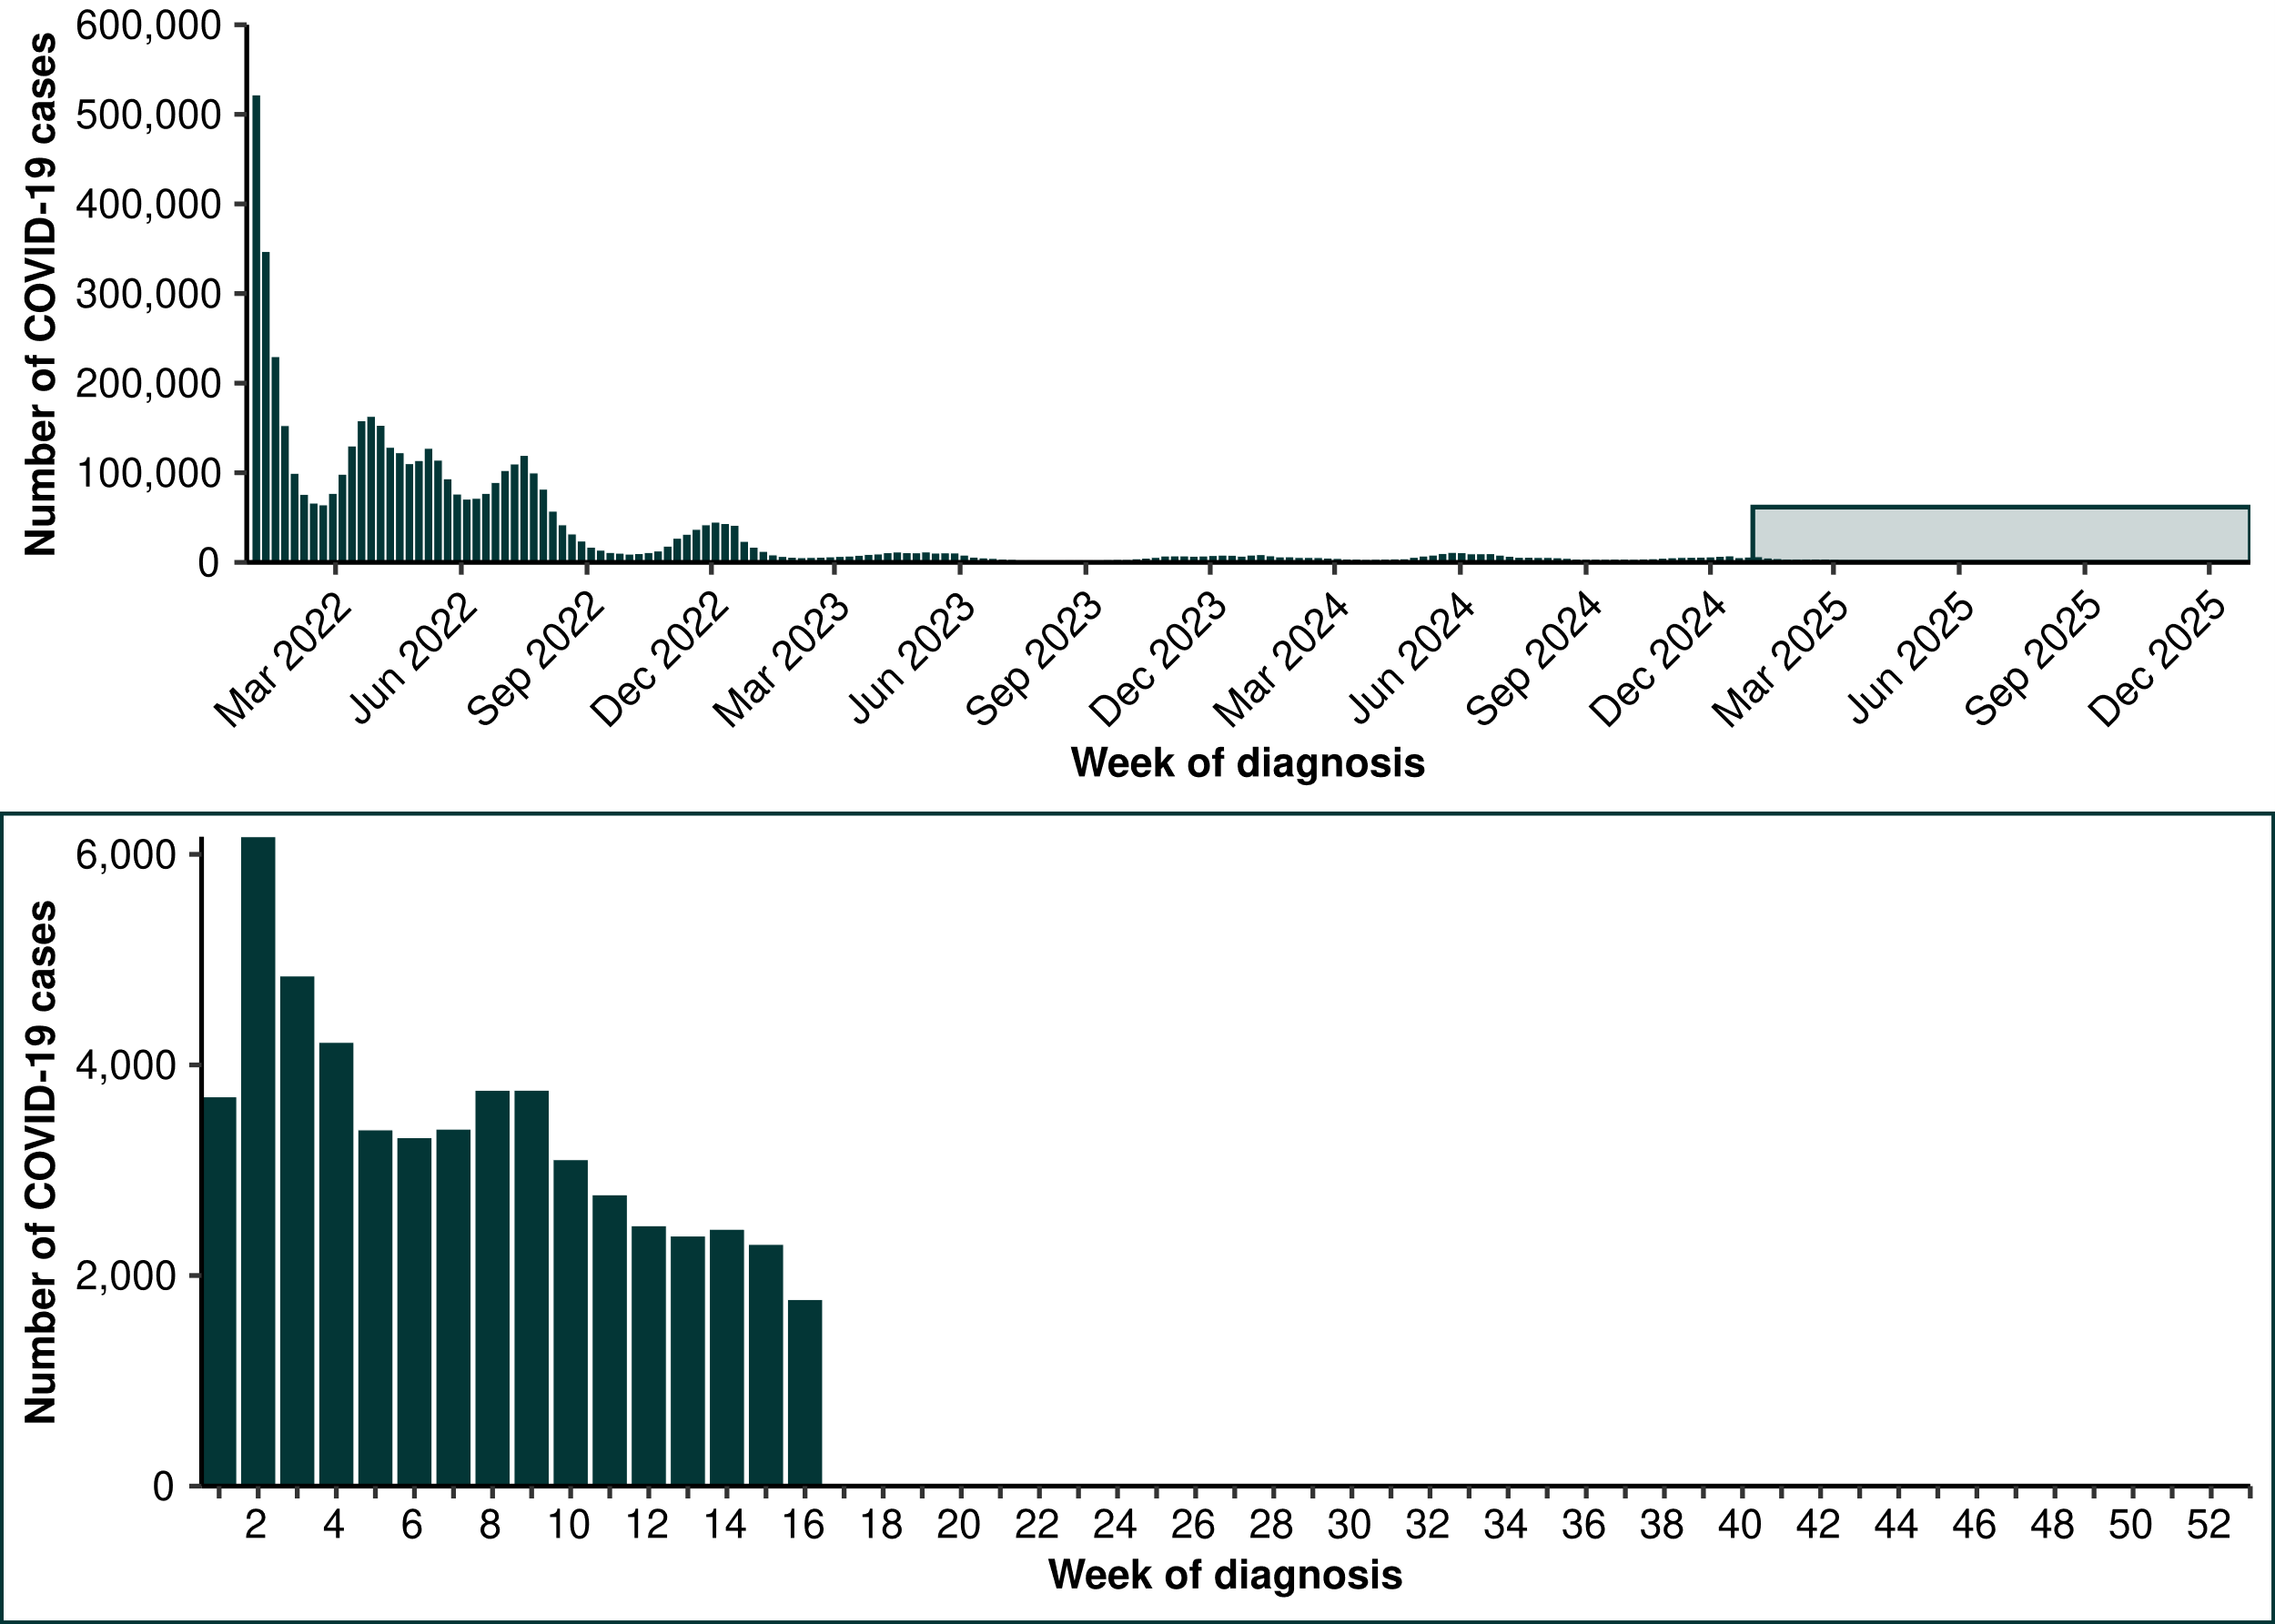 Number of COVID-19 cases
600,000
500,000
400,000
300,000
200,000
100,000
0
Mar 2022 Jun 2022 Sep 2022 Dec 2022 Mar 2023 Jun 2023 Sep 2023 Dec 2023 Mar 2024 Jun 2024 Sep 2024 Dec 2024 Mar 2025 Jun 2025 Sep 2025 Dec 2025
Week of diagnosis
Number of COVID-19 cases
6,000
4,000
2,000
0
2 4 6 8 10 12 14 16 18 20 22 24 26 28 30 32 34 36 38 40 42 44 46 48 50 52
Week of diagnosis